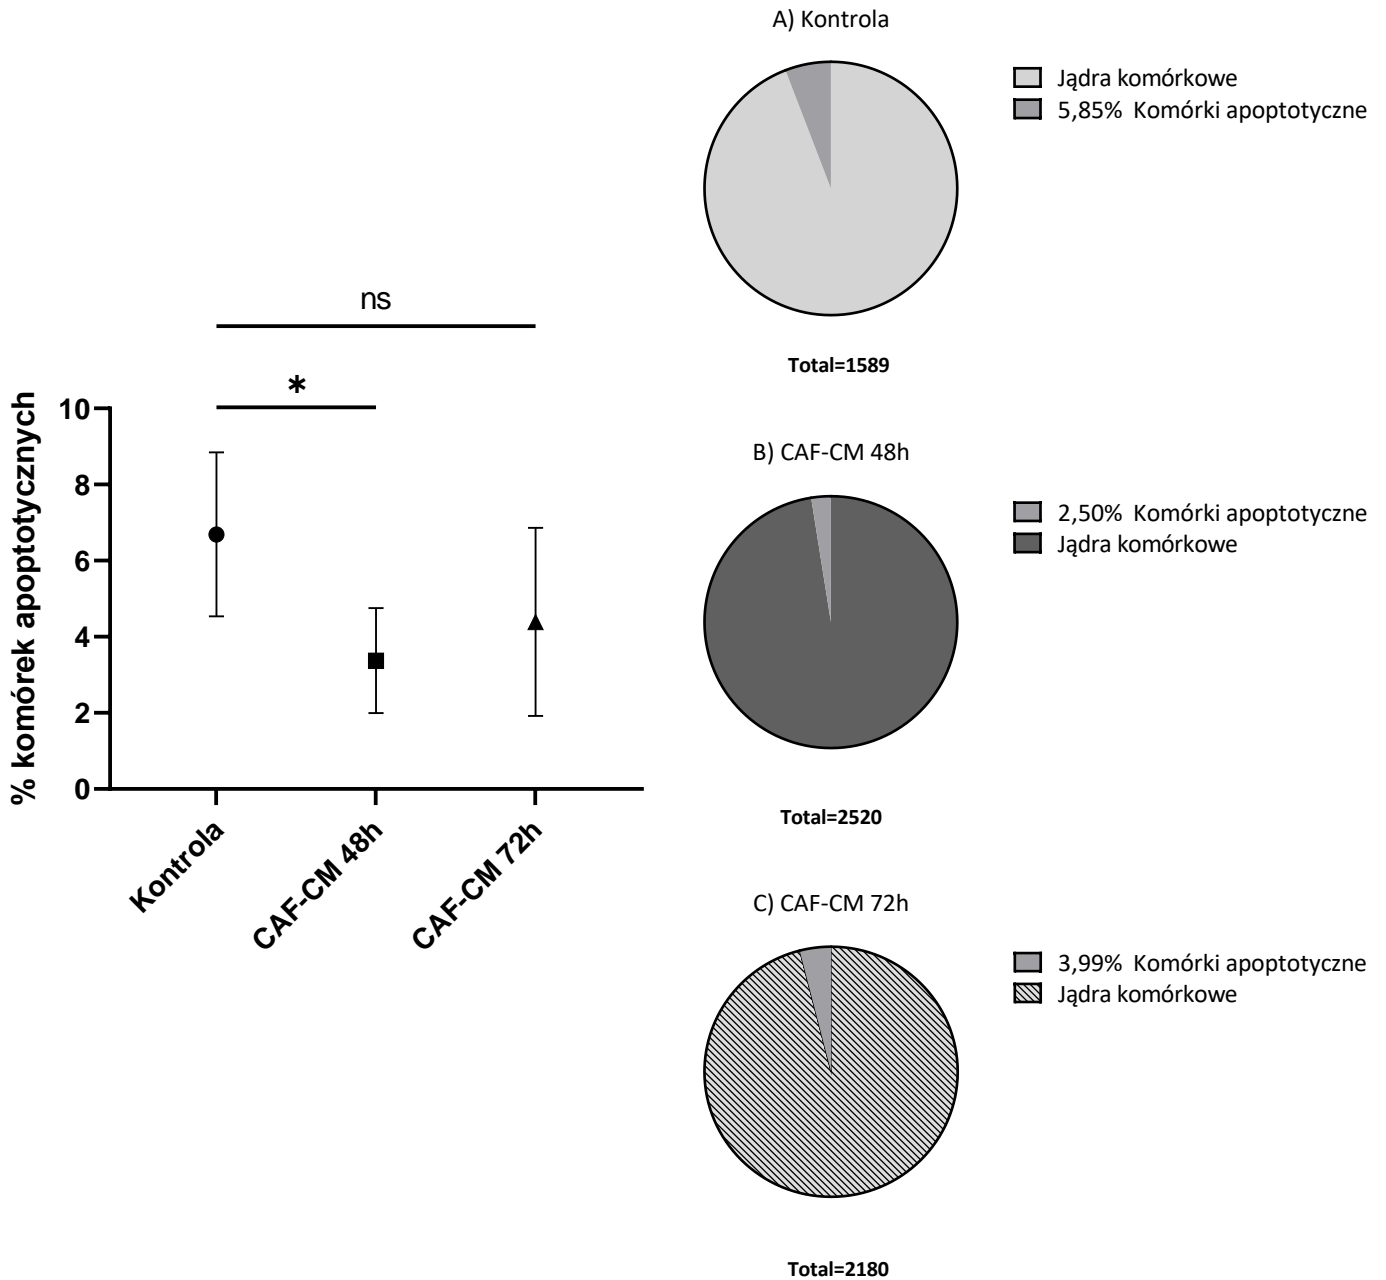 A) Kontrola
Jądra komórkowe
5,85% Komórki apoptotyczne
Total=1589
ns
*
% komórek apoptotycznych
10
8
6
4
2
0
Kontrola
CAF-CM 48h
CAF-CM 72h
B) CAF-CM 48h
2,50% Komórki apoptotyczne
Jądra komórkowe
Total=2520
C) CAF-CM 72h
3,99% Komórki apoptotyczne
Jądra komórkowe
Total=2180